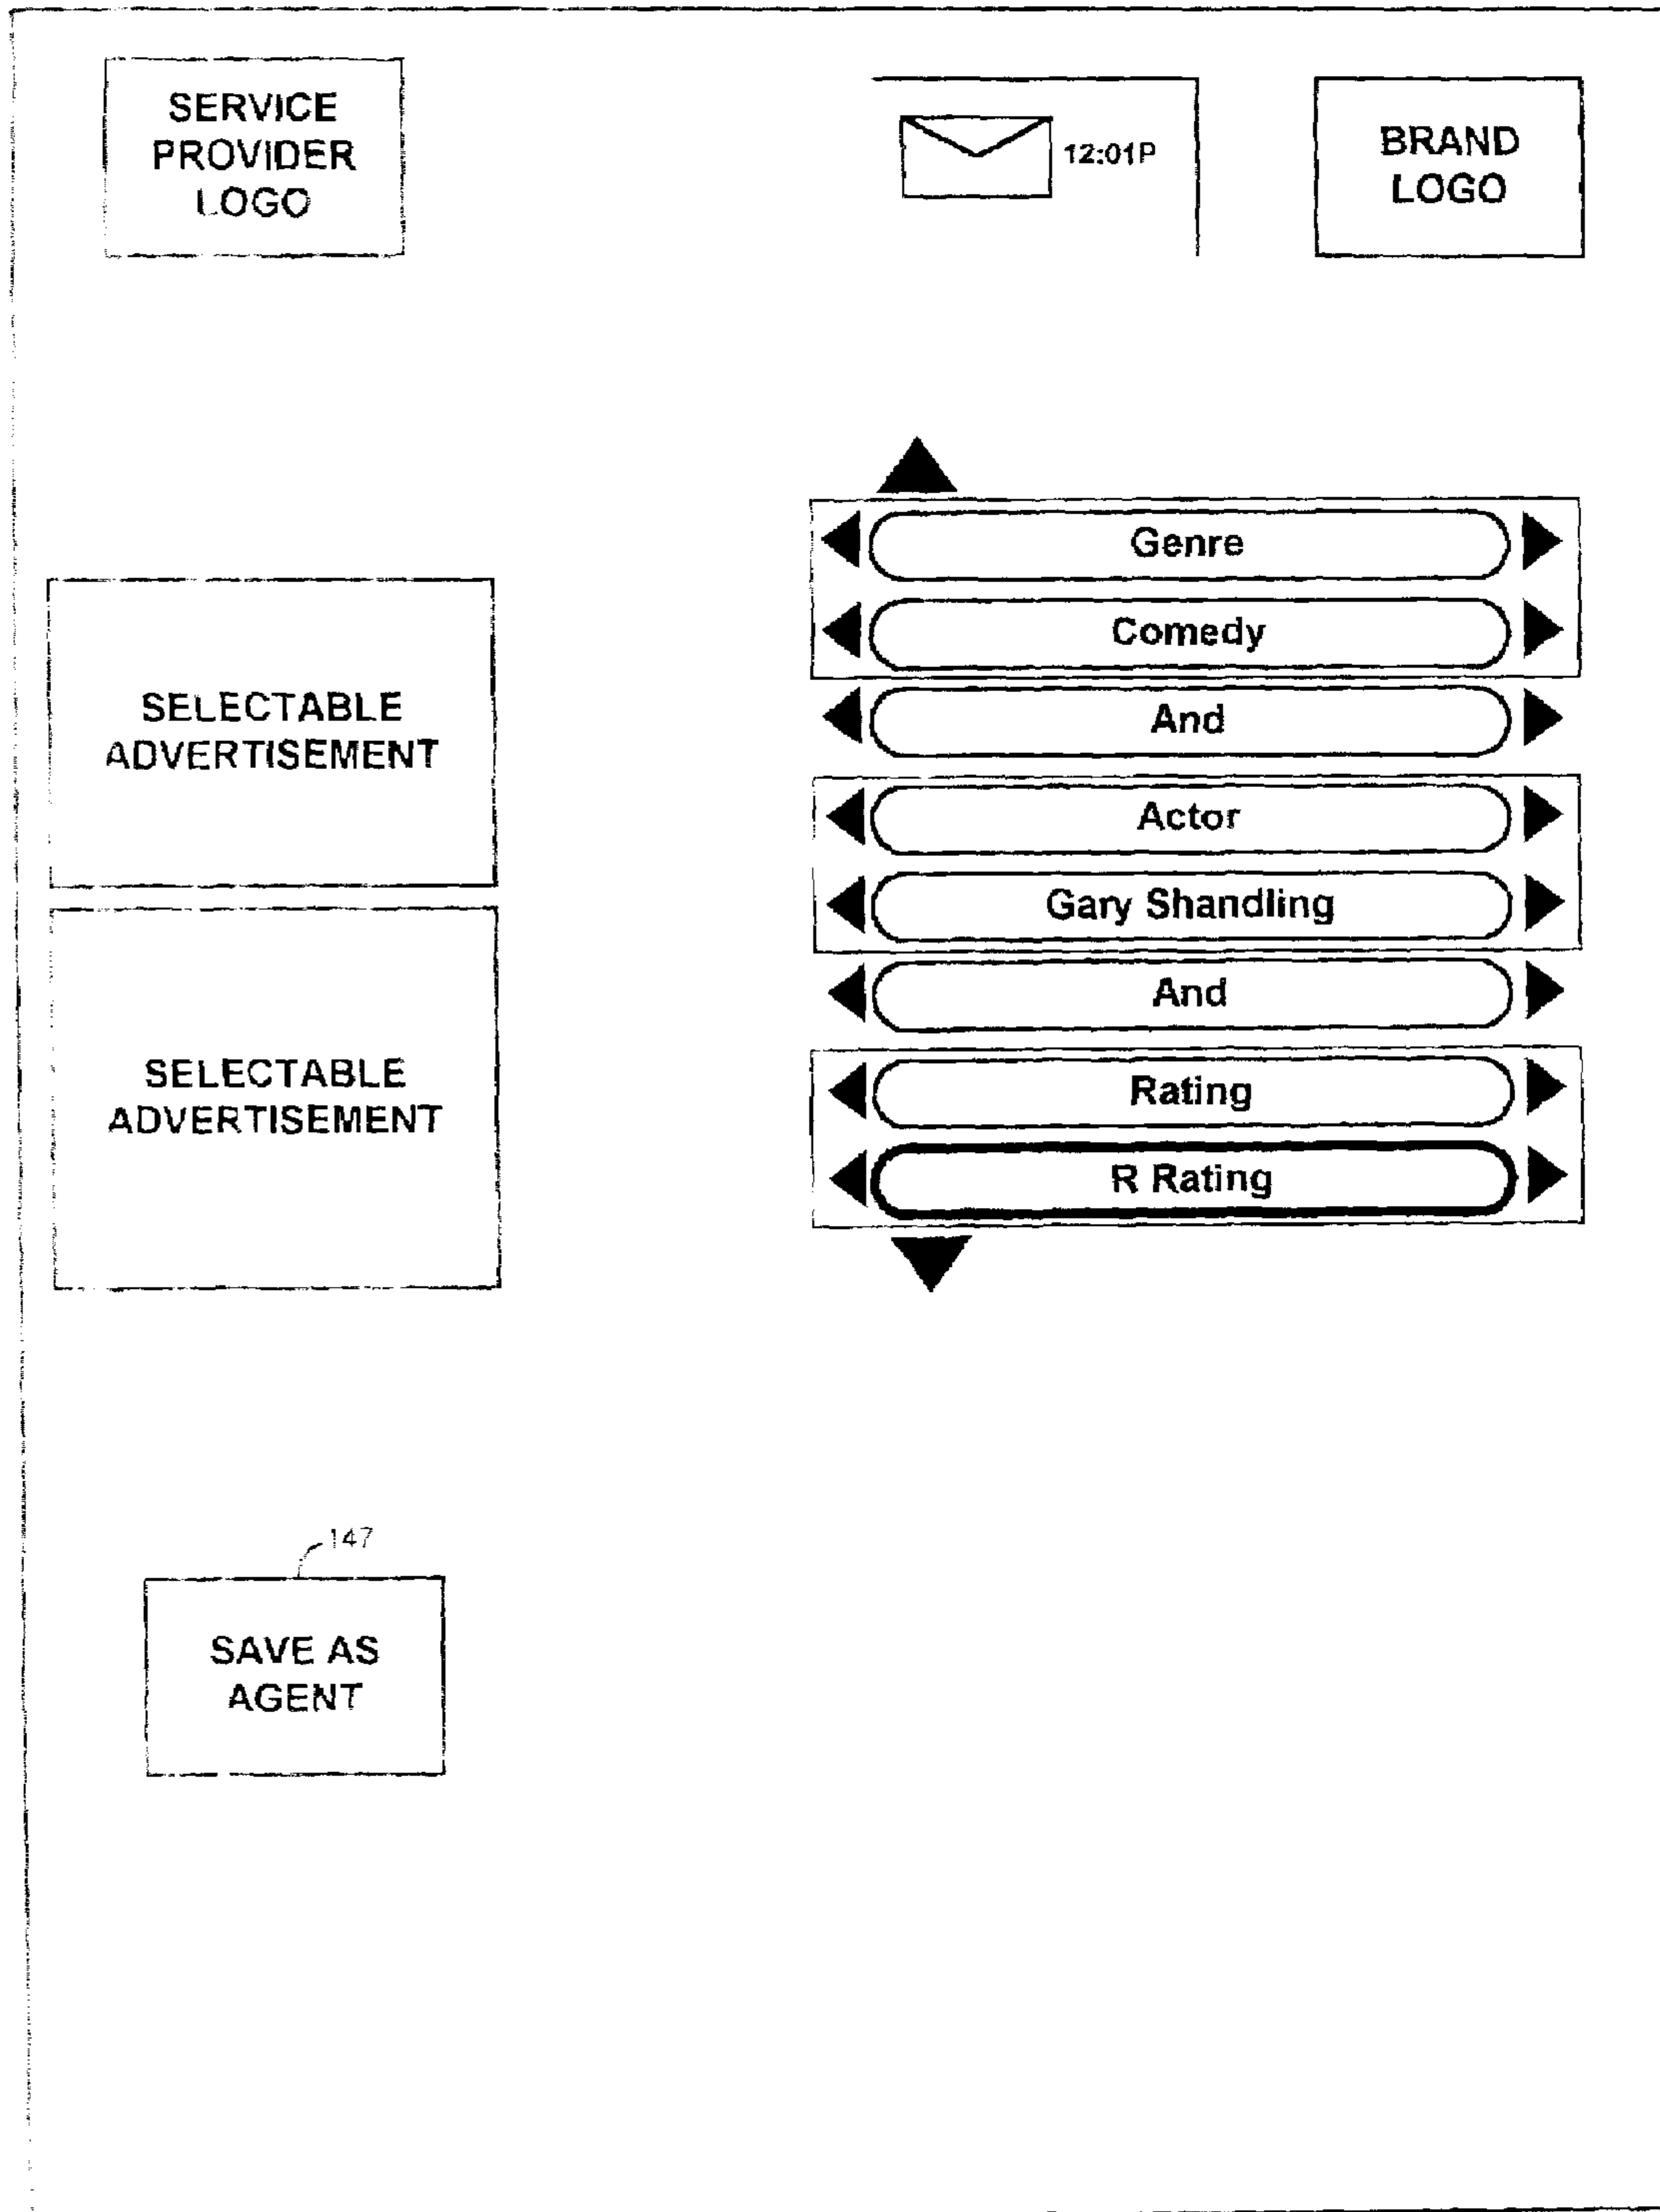 SERVICE
PROVIDER
LOGO
12:01P
BRAND
LOGO
Genre
Comedy
And
Actor
Gary Shandling
And
Rating
R Rating
SELECTABLE
ADVERTISEMENT
SELECTABLE
ADVERTISEMENT
147
SAVE AS
AGENT